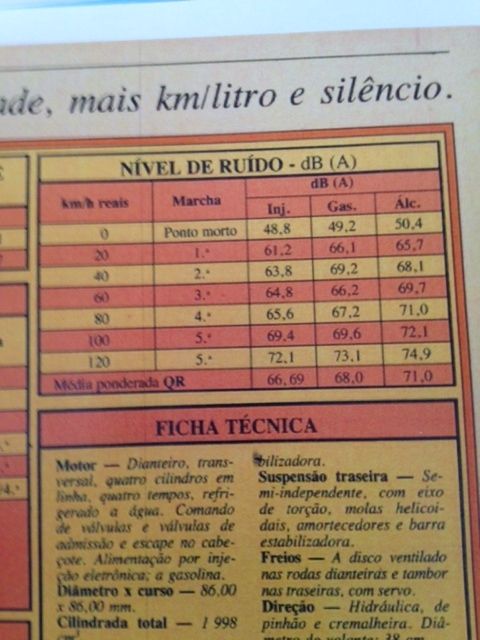 mais km/litro e silêncio.
NÍVEL DE RUÍDO - dB (A)
km/h reais Marcha dB (A)
Inj. Gas. Álc.
0 Ponto morto 48,8 49,2 50,4
20 1.ª 61,2 66,1 65,7
40 2.ª 63,8 69,2 68,1
60 3.ª 64,8 66,2 69,7
80 4.ª 65,6 67,2 71,0
100 5.ª 69,4 69,6 72,1
120 5.ª 72,1 73,1 74,9
Média ponderada QR 66,69 68,0 71,0
FICHA TÉCNICA
Motor — Dianteiro, trans-
versal, quatro cilindros em
linha, quatro tempos, refri-
gerado a água. Comando
de válvulas e válvulas de
admissão e escape no cabe-
çote. Alimentação por inje-
ção eletrônica; a gasolina.
Diâmetro x curso — 86,00
x 86,00 mm.
Cilindrada total — 1 998
cm³
bilizadora.
Suspensão traseira — Se-
mi-independente, com eixo
de torção, molas helicoi-
dais, amortecedores e barra
estabilizadora.
Freios — A disco ventilado
nas rodas dianteiras e tambor
nas traseiras, com servo.
Direção — Hidráulica, de
pinhão e cremalheira. Diâ-
metro do volante: 38 cm